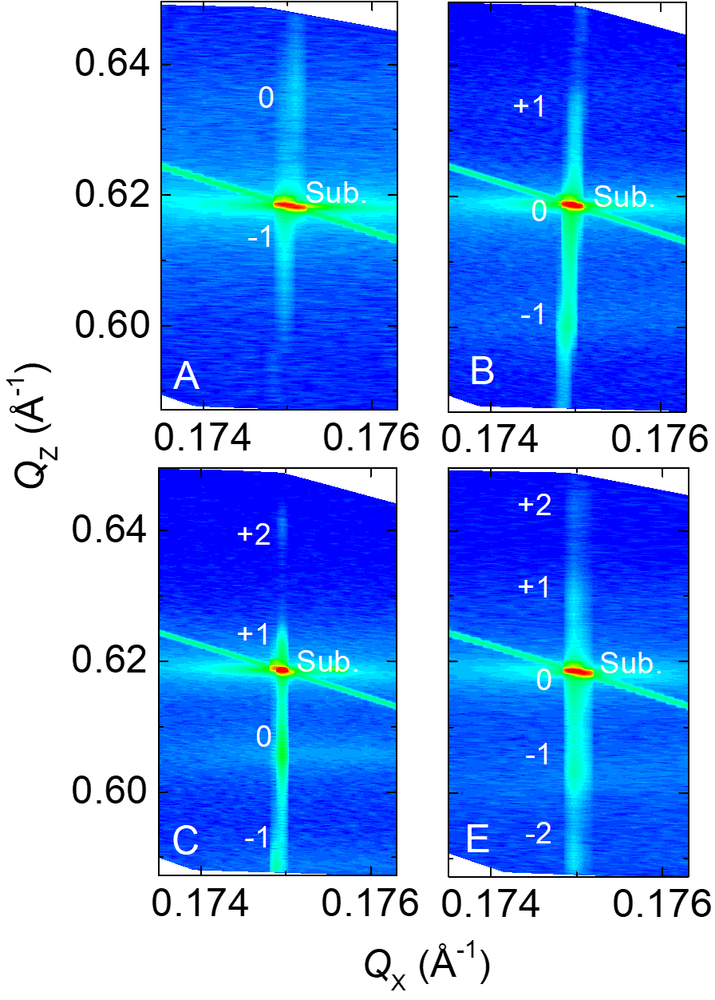 0.64
0.62
0.60
0
Sub.
-1
A
0.174
0.176
+1
Sub.
0
-1
B
0.174
0.176
Q_Z (Å⁻¹)
0.64
0.62
0.60
+2
+1
Sub.
0
-1
C
0.174
0.176
+2
+1
Sub.
0
-1
-2
E
0.174
0.176
Q_X (Å⁻¹)